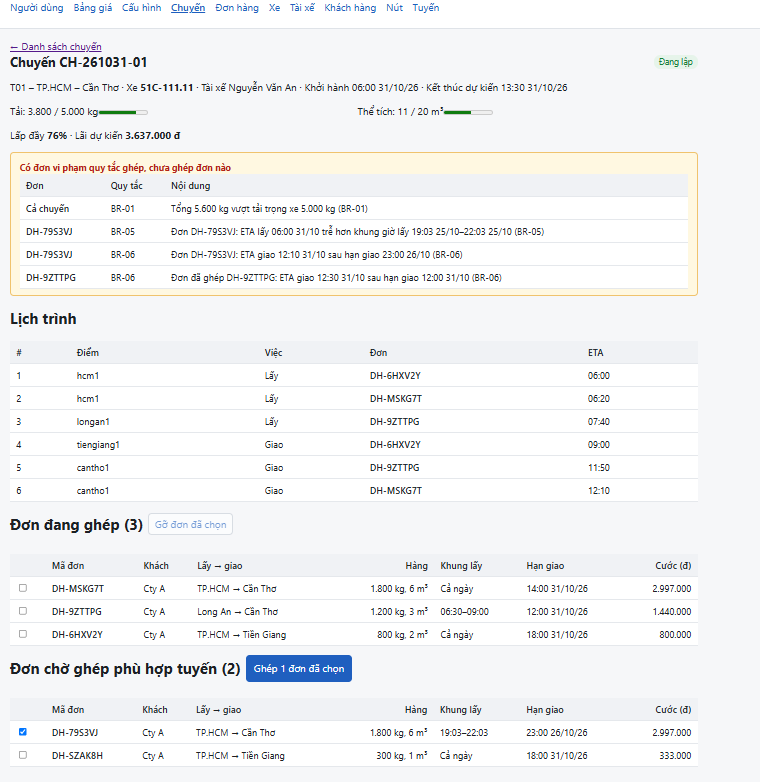 Người dùng Bảng giá Cấu hình Chuyến Đơn hàng Xe Tài xế Khách hàng Nút Tuyến
← Danh sách chuyến
Chuyến CH-261031-01 Đang lập
T01 – TP.HCM – Cần Thơ · Xe 51C-111.11 · Tài xế Nguyễn Văn An · Khởi hành 06:00 31/10/26 · Kết thúc dự kiến 13:30 31/10/26
Tải: 3.800 / 5.000 kg Thể tích: 11 / 20 m³
Lấp đầy 76% · Lãi dự kiến 3.637.000 đ
Có đơn vi phạm quy tắc ghép, chưa ghép đơn nào
Đơn Quy tắc Nội dung
Cả chuyến BR-01 Tổng 5.600 kg vượt tải trọng xe 5.000 kg (BR-01)
DH-79S3VJ BR-05 Đơn DH-79S3VJ: ETA lấy 06:00 31/10 trễ hơn khung giờ lấy 19:03 25/10–22:03 25/10 (BR-05)
DH-79S3VJ BR-06 Đơn DH-79S3VJ: ETA giao 12:10 31/10 sau hạn giao 23:00 26/10 (BR-06)
DH-9ZTTPG BR-06 Đơn đã ghép DH-9ZTTPG: ETA giao 12:30 31/10 sau hạn giao 12:00 31/10 (BR-06)
Lịch trình
# Điểm Việc Đơn ETA
1 hcm1 Lấy DH-6HXV2Y 06:00
2 hcm1 Lấy DH-MSKG7T 06:20
3 longan1 Lấy DH-9ZTTPG 07:40
4 tiengiang1 Giao DH-6HXV2Y 09:00
5 cantho1 Giao DH-9ZTTPG 11:50
6 cantho1 Giao DH-MSKG7T 12:10
Đơn đang ghép (3) Gỡ đơn đã chọn
Mã đơn Khách Lấy → giao Hàng Khung lấy Hạn giao Cước (đ)
DH-MSKG7T Cty A TP.HCM → Cần Thơ 1.800 kg, 6 m³ Cả ngày 14:00 31/10/26 2.997.000
DH-9ZTTPG Cty A Long An → Cần Thơ 1.200 kg, 3 m³ 06:30–09:00 12:00 31/10/26 1.440.000
DH-6HXV2Y Cty A TP.HCM → Tiền Giang 800 kg, 2 m³ Cả ngày 18:00 31/10/26 800.000
Đơn chờ ghép phù hợp tuyến (2) Ghép 1 đơn đã chọn
Mã đơn Khách Lấy → giao Hàng Khung lấy Hạn giao Cước (đ)
DH-79S3VJ Cty A TP.HCM → Cần Thơ 1.800 kg, 6 m³ 19:03–22:03 23:00 26/10/26 2.997.000
DH-SZAK8H Cty A TP.HCM → Tiền Giang 300 kg, 1 m³ Cả ngày 18:00 31/10/26 333.000